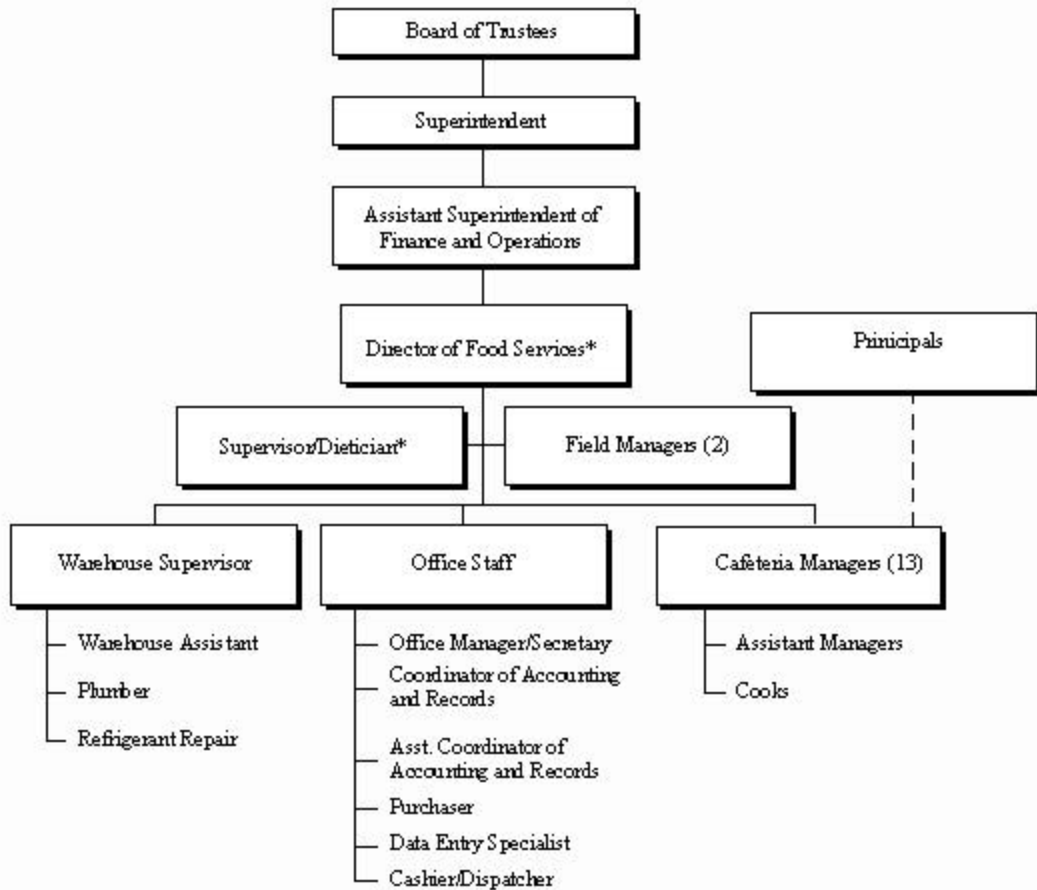 Board of Trustees
Superintendent
Assistant Superintendent of
Finance and Operations
Director of Food Services*
Prinicipals
Supervisor/Dietician*
Field Managers (2)
Warehouse Supervisor
Office Staff
Cafeteria Managers (13)
Warehouse Assistant
Plumber
Refrigerant Repair
Office Manager/Secretary
Coordinator of Accounting
and Records
Asst. Coordinator of
Accounting and Records
Purchaser
Data Entry Specialist
Cashier/Dispatcher
Assistant Managers
Cooks